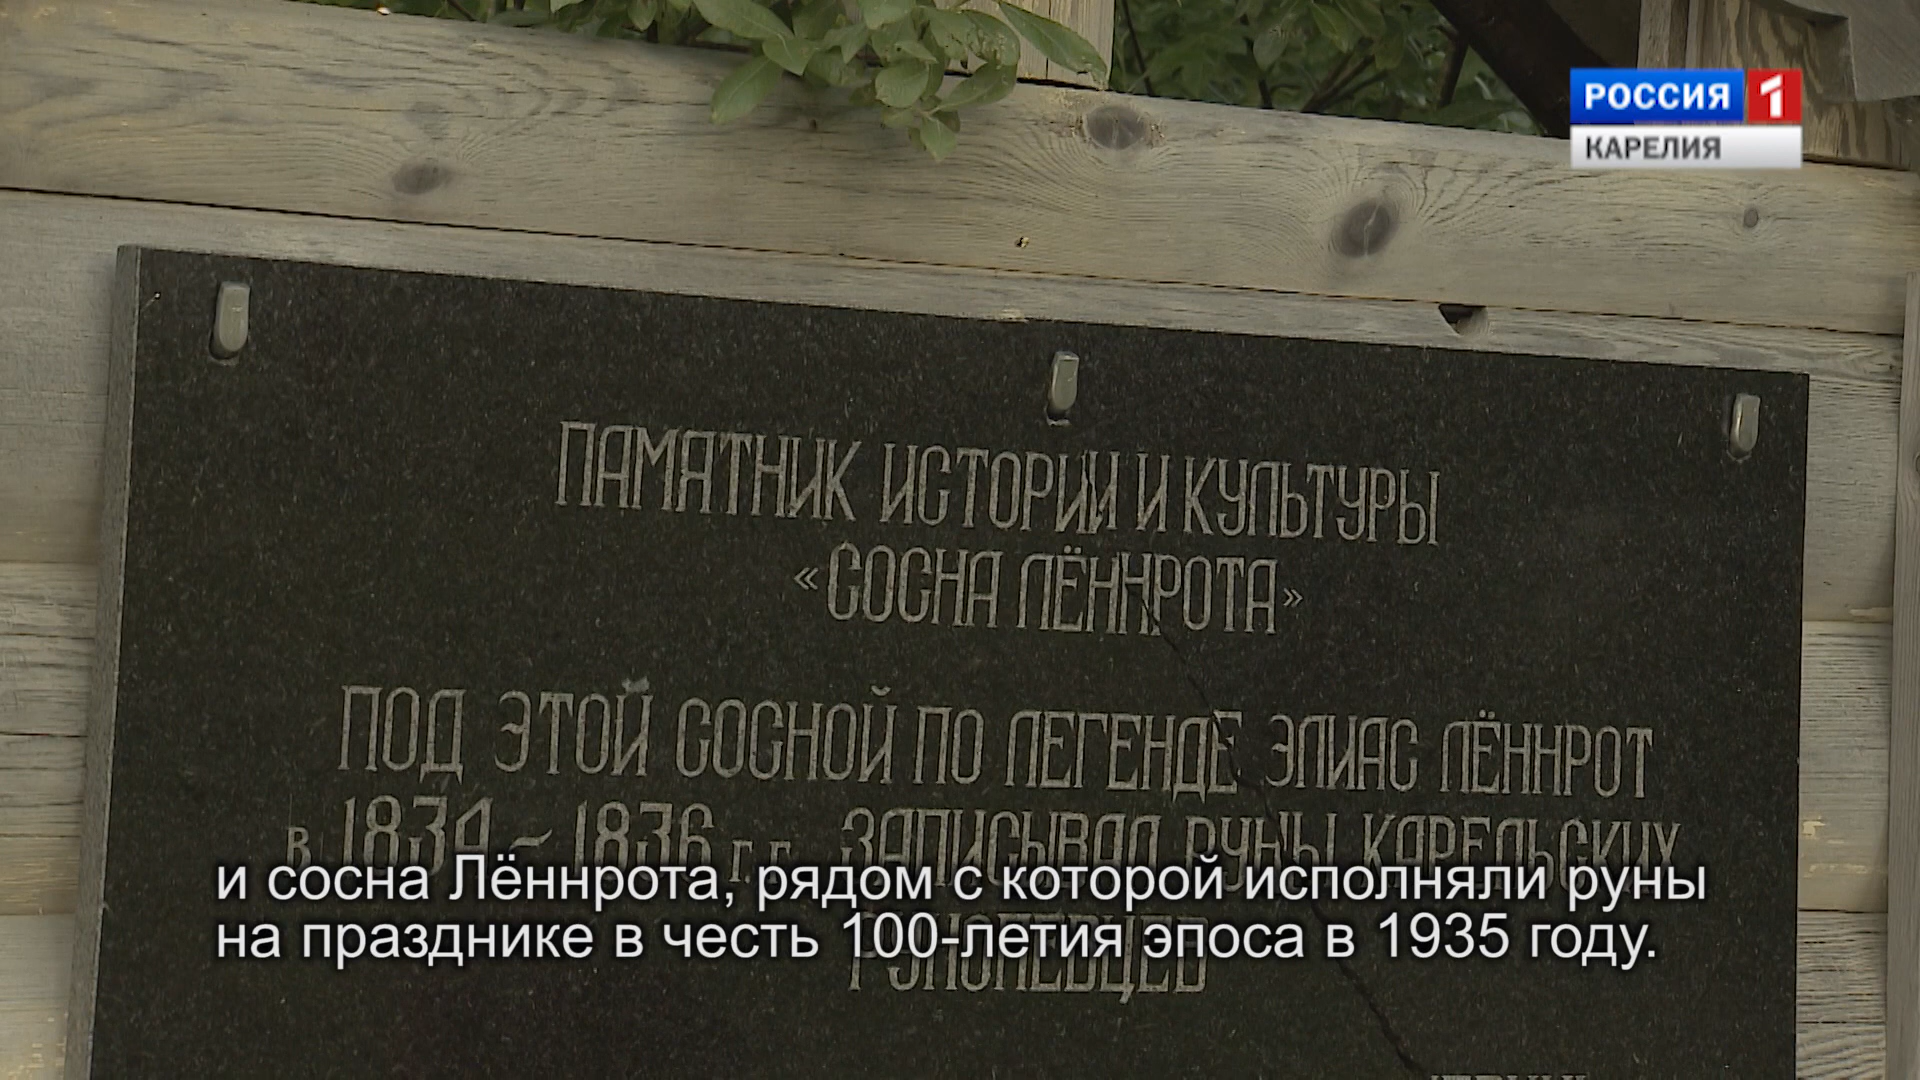 РОССИЯ 1
КАРЕЛИЯ
ПАМЯТНИК ИСТОРИИ И КУЛЬТУРЫ
«СОСНА ЛЁННРОТА»
ПОД ЭТОЙ СОСНОЙ ПО ЛЕГЕНДЕ ЭЛИАС ЛЁННРОТ
в 1834 – 1836 г.г. ЗАПИСЫВАЛ РУНЫ КАРЕЛЬСКИХ
РУНОПЕВЦЕВ
и сосна Лённрота, рядом с которой исполняли руны
на празднике в честь 100-летия эпоса в 1935 году.